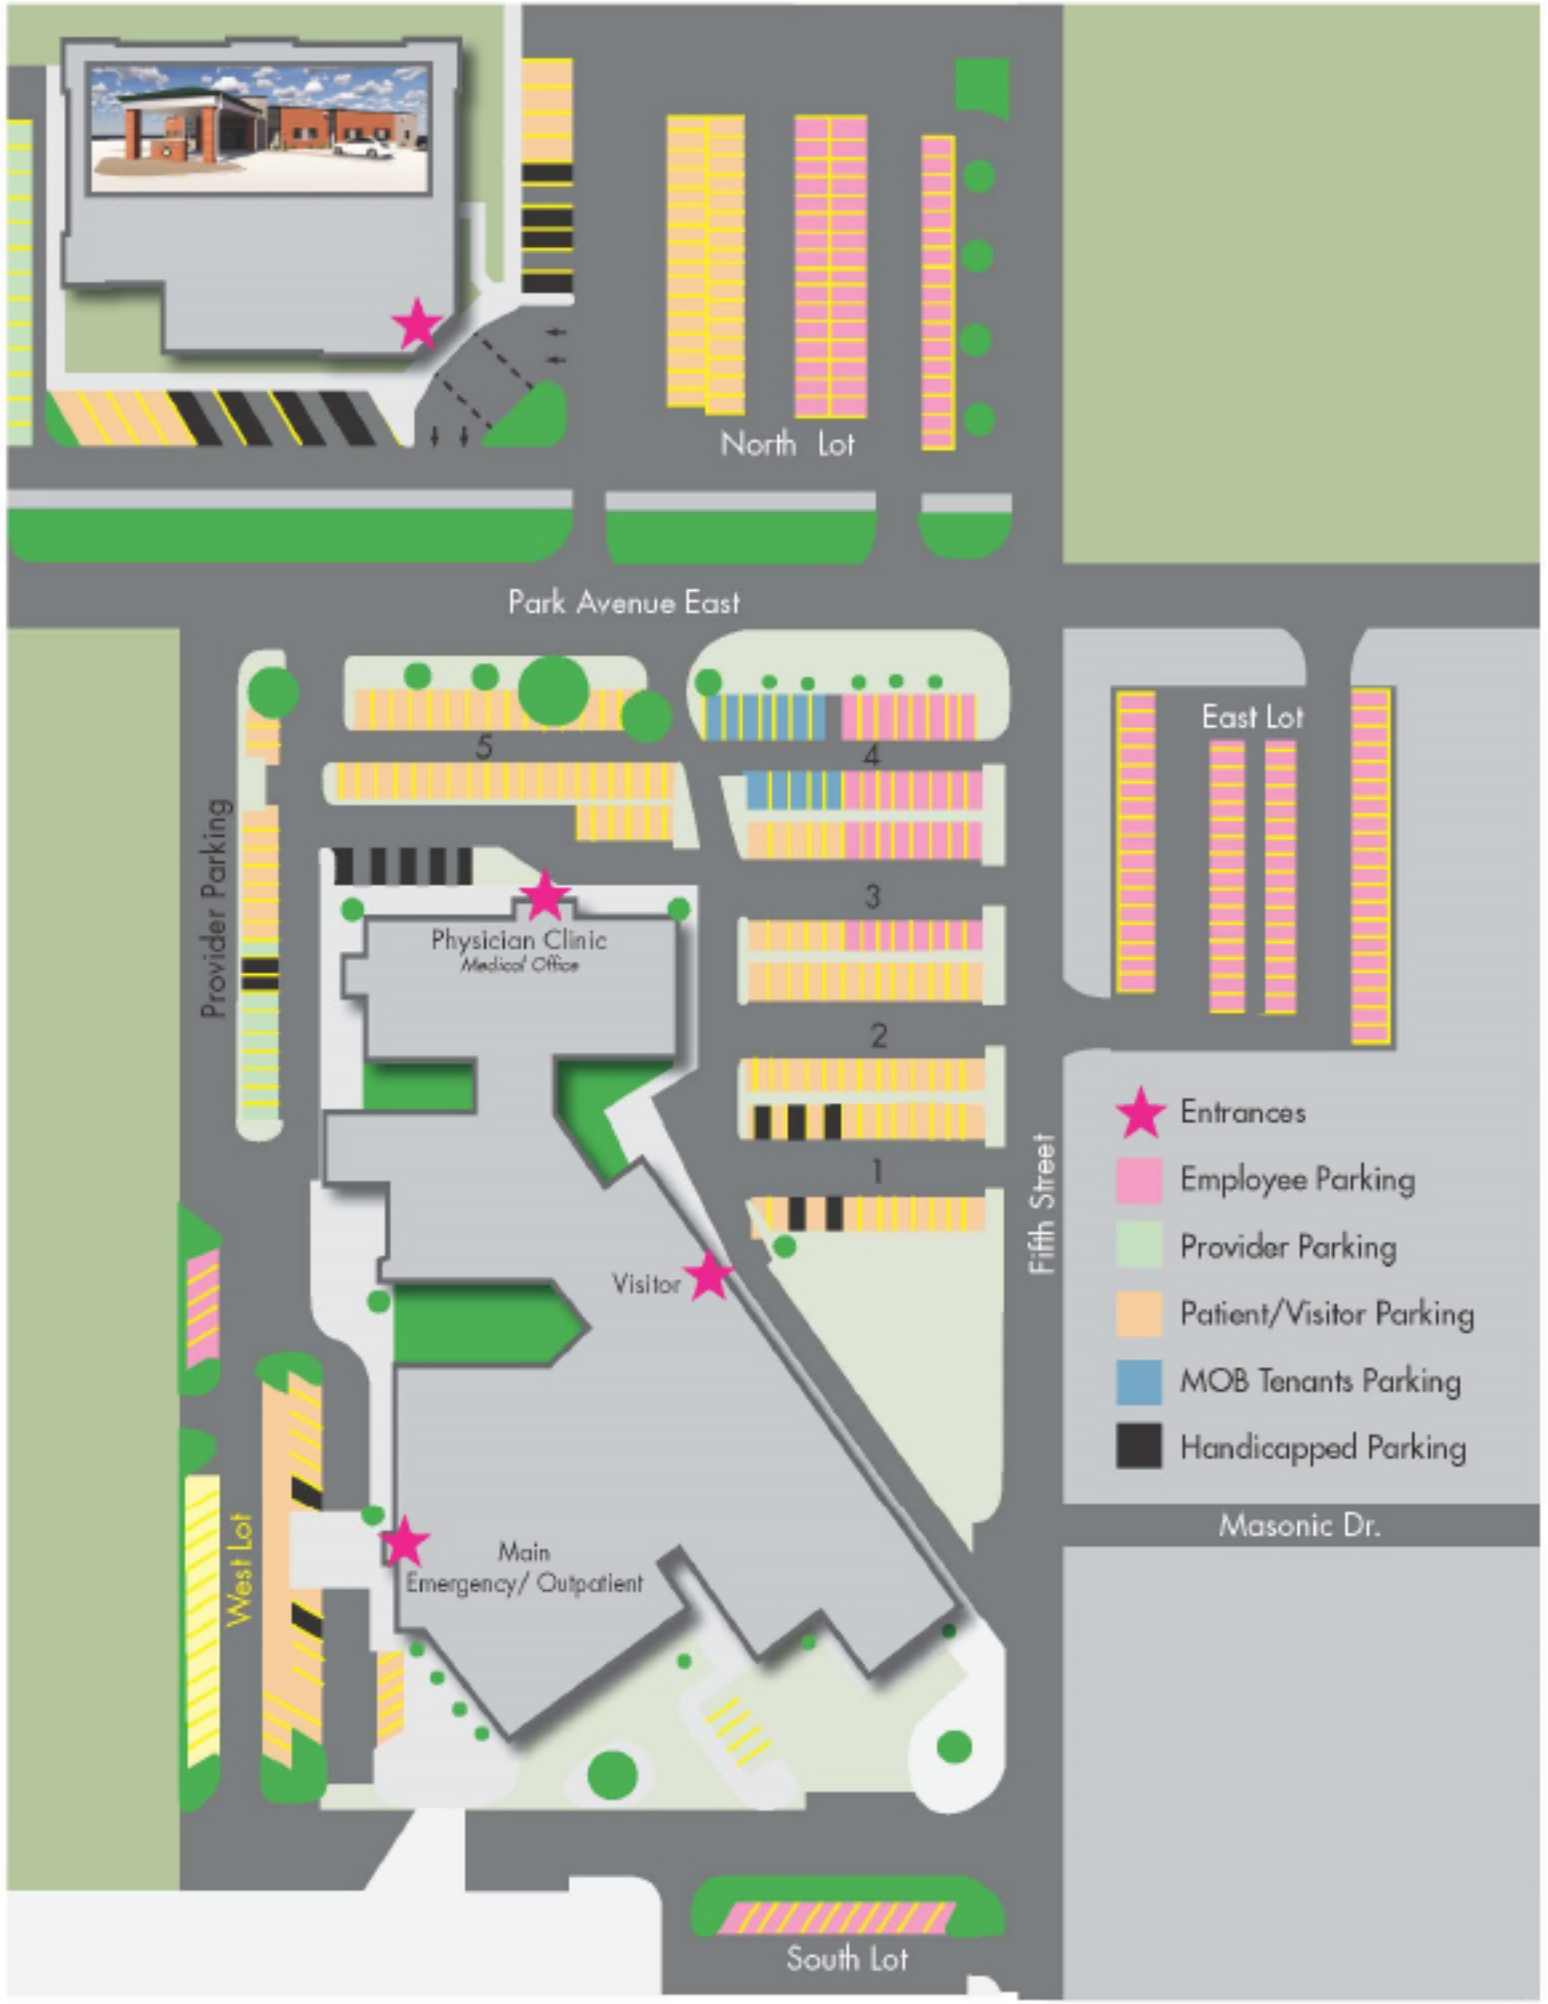 North Lot
Park Avenue East
East Lot
5
4
Provider Parking
3
Physician Clinic
Medical Office
2
1
Fifth Street
Entrances
Employee Parking
Provider Parking
Patient/Visitor Parking
MOB Tenants Parking
Handicapped Parking
Visitor
West Lot
Main
Emergency/ Outpatient
Masonic Dr.
South Lot